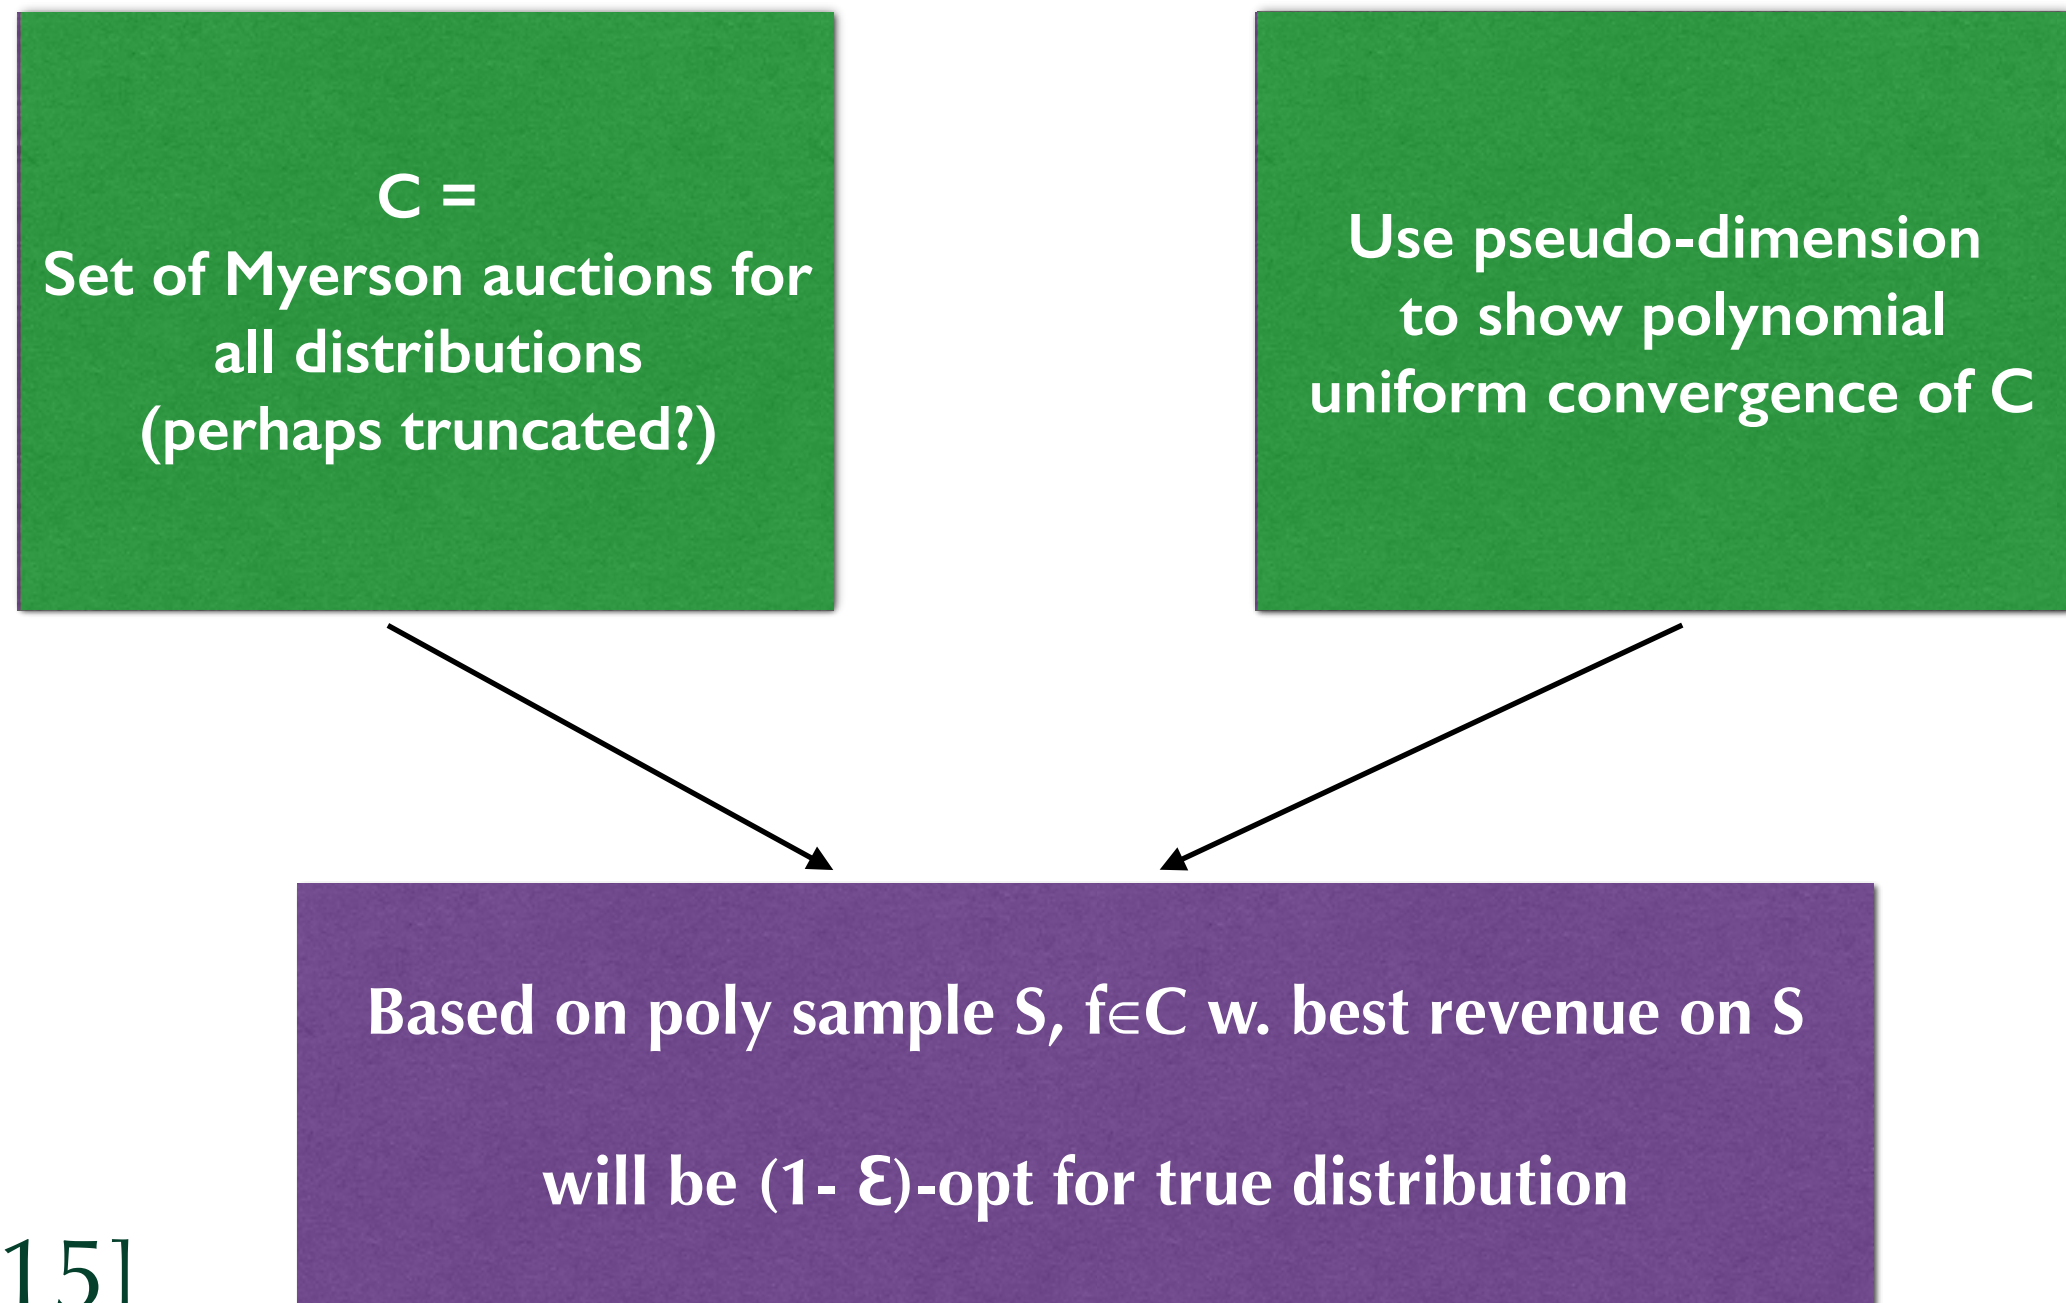 C =
Set of Myerson auctions for
all distributions
(perhaps truncated?)
Use pseudo-dimension
to show polynomial
uniform convergence of C
Based on poly sample S, f∈C w. best revenue on S
will be (1- ε)-opt for true distribution
15]